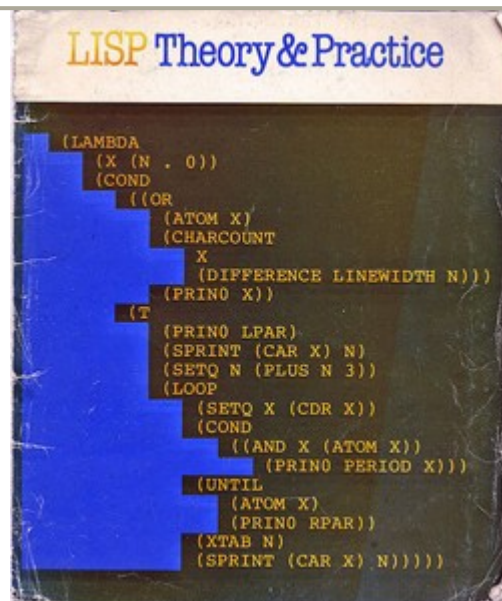 LISP Theory & Practice
(LAMBDA
(X (N . 0))
(COND
((OR
(ATOM X)
(CHARCOUNT
X
(DIFFERENCE LINEWIDTH N)))
(PRIN0 X))
(T
(PRIN0 LPAR)
(SPRINT (CAR X) N)
(SETQ N (PLUS N 3))
(LOOP
(SETQ X (CDR X))
(COND
((AND X (ATOM X))
(PRIN0 PERIOD X)))
(UNTIL
(ATOM X)
(PRIN0 RPAR))
(XTAB N)
(SPRINT (CAR X) N)))))